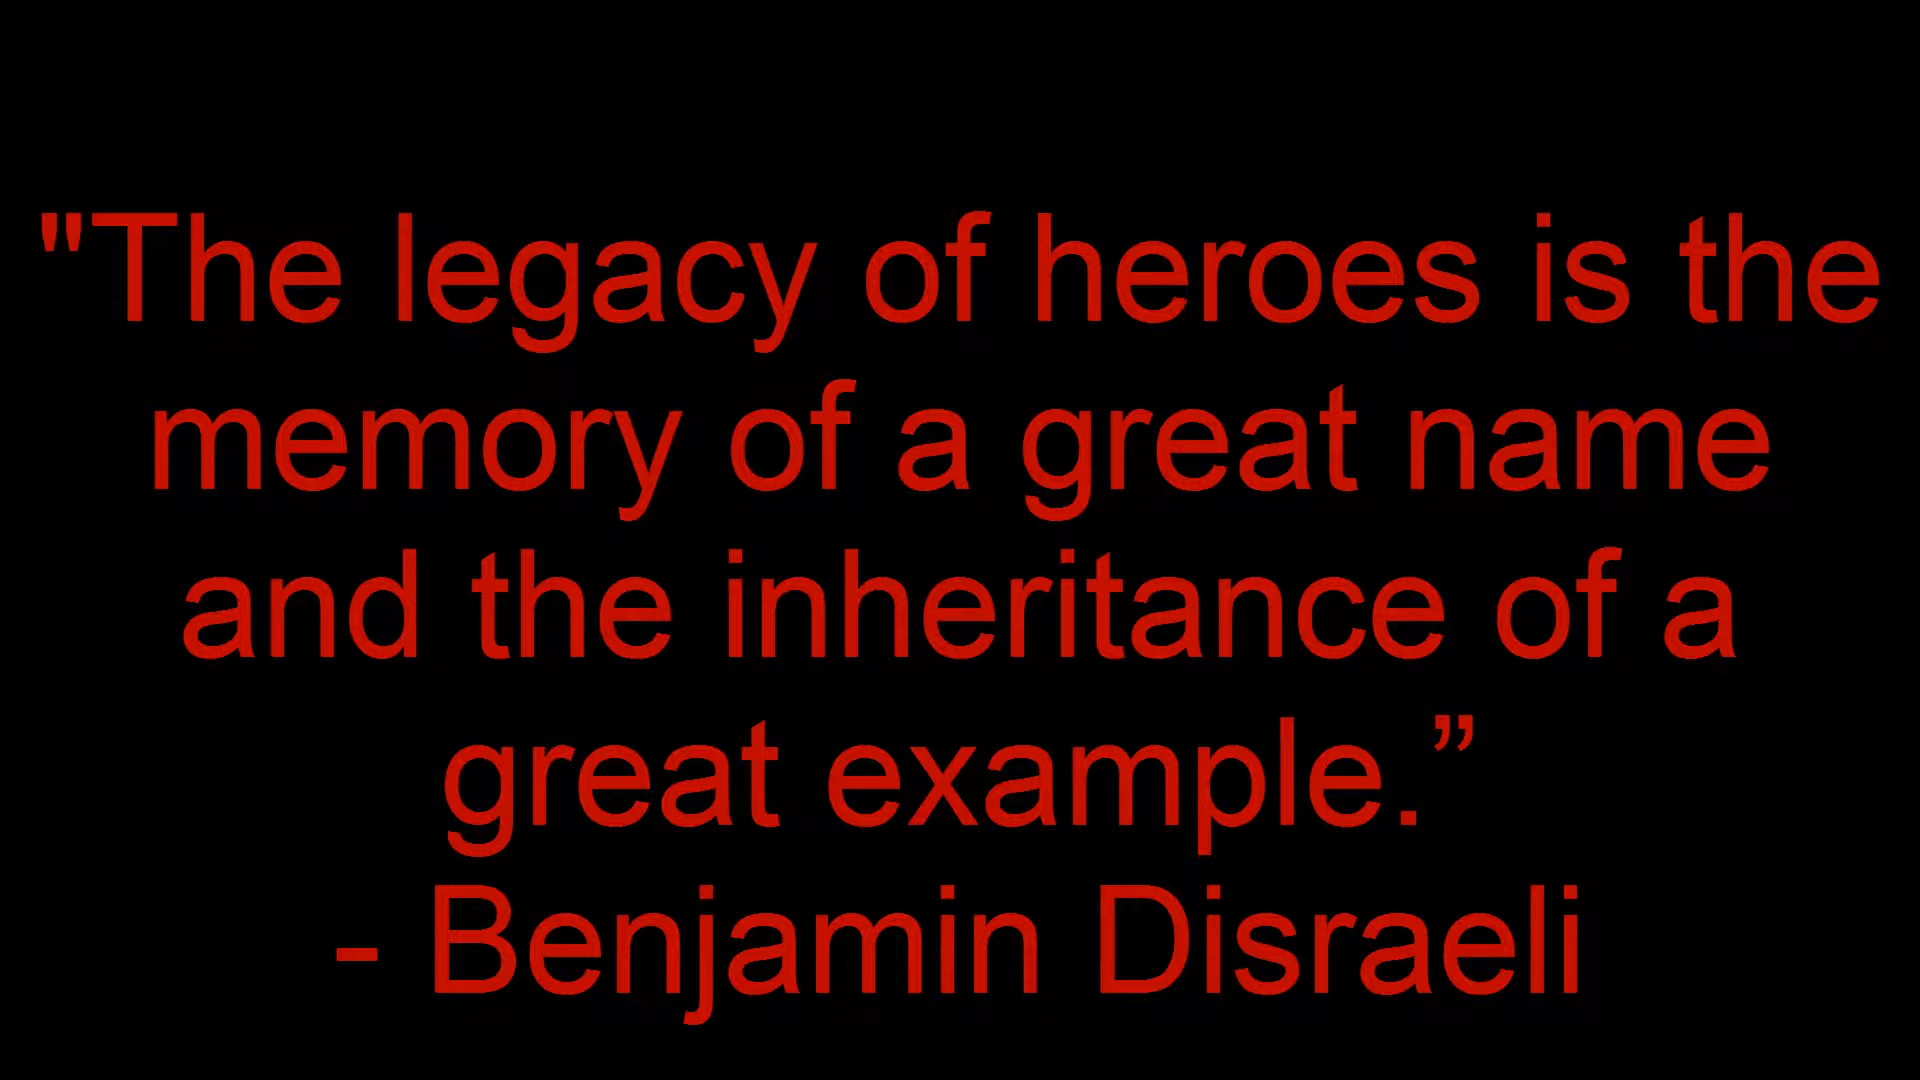 "The legacy of heroes is the
memory of a great name
and the inheritance of a
great example.”
- Benjamin Disraeli